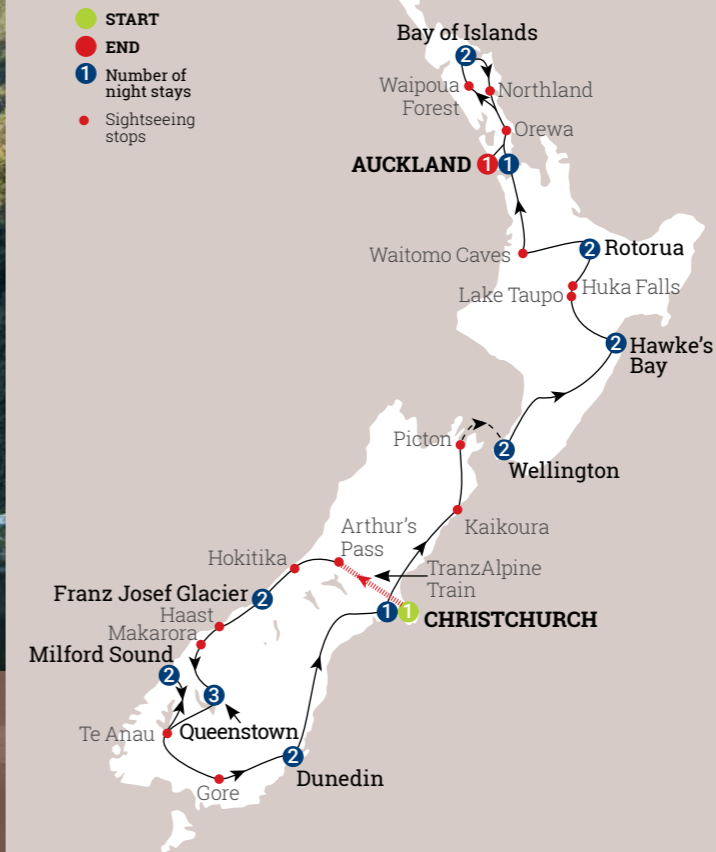 START
END
1 Number of
night stays
Sightseeing
stops
Bay of Islands
2
Waipoua
Forest
Northland
Orewa
AUCKLAND 1 1
Waitomo Caves
2 Rotorua
Huka Falls
Lake Taupo
2 Hawke's
Bay
Picton
2
Wellington
Kaikoura
Arthur's
Pass
Hokitika
TranzAlpine
Train
Franz Josef Glacier 2
1 1 CHRISTCHURCH
Haast
Makarora
Milford Sound
2
3
Te Anau
Queenstown
2
Dunedin
Gore